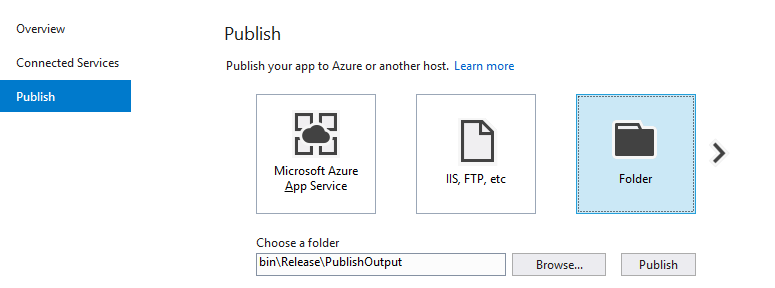 Overview
Connected Services
Publish
Publish
Publish your app to Azure or another host. Learn more
Microsoft Azure
App Service
IIS, FTP, etc
Folder
Choose a folder
bin\Release\PublishOutput
Browse...
Publish